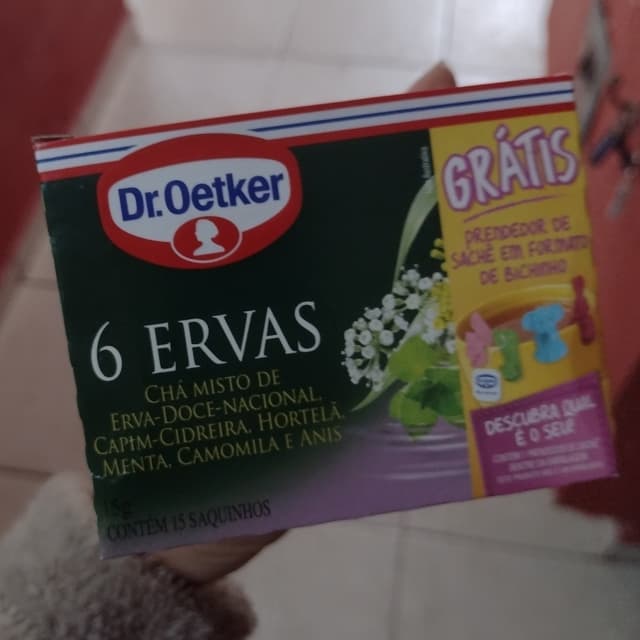 Dr.Oetker
6 ERVAS
CHÁ MISTO DE
ERVA-DOCE-NACIONAL,
CAPIM-CIDREIRA, HORTELÃ,
MENTA, CAMOMILA E ANIS
15g
CONTÉM 15 SAQUINHOS
GRÁTIS
PRENDEDOR DE
SACHÊ EM FORMATO
DE BICHINHO
DESCUBRA QUAL
É O SEU!